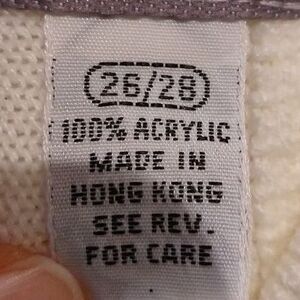 26/28
100% ACRYLIC
MADE IN
HONG KONG
SEE REV.
FOR CARE